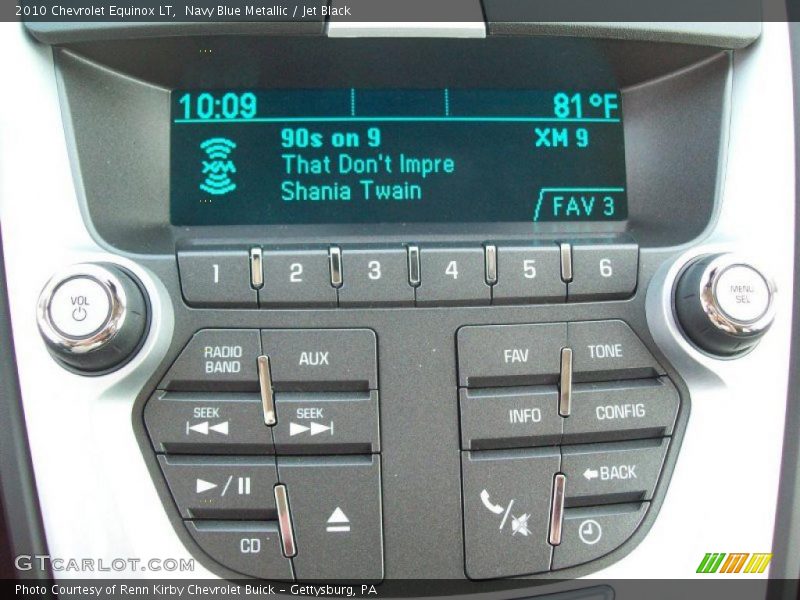 2010 Chevrolet Equinox LT,  Navy Blue Metallic / Jet Black
10:09 81°F
90s on 9 XM 9
XM
That Don't Impre
Shania Twain
FAV 3
1 2 3 4 5 6
VOL
MENU
SEL
RADIO
BAND
AUX
FAV
TONE
SEEK
SEEK
INFO
CONFIG
BACK
CD
GTCARLOT.COM
Photo Courtesy of Renn Kirby Chevrolet Buick – Gettysburg, PA